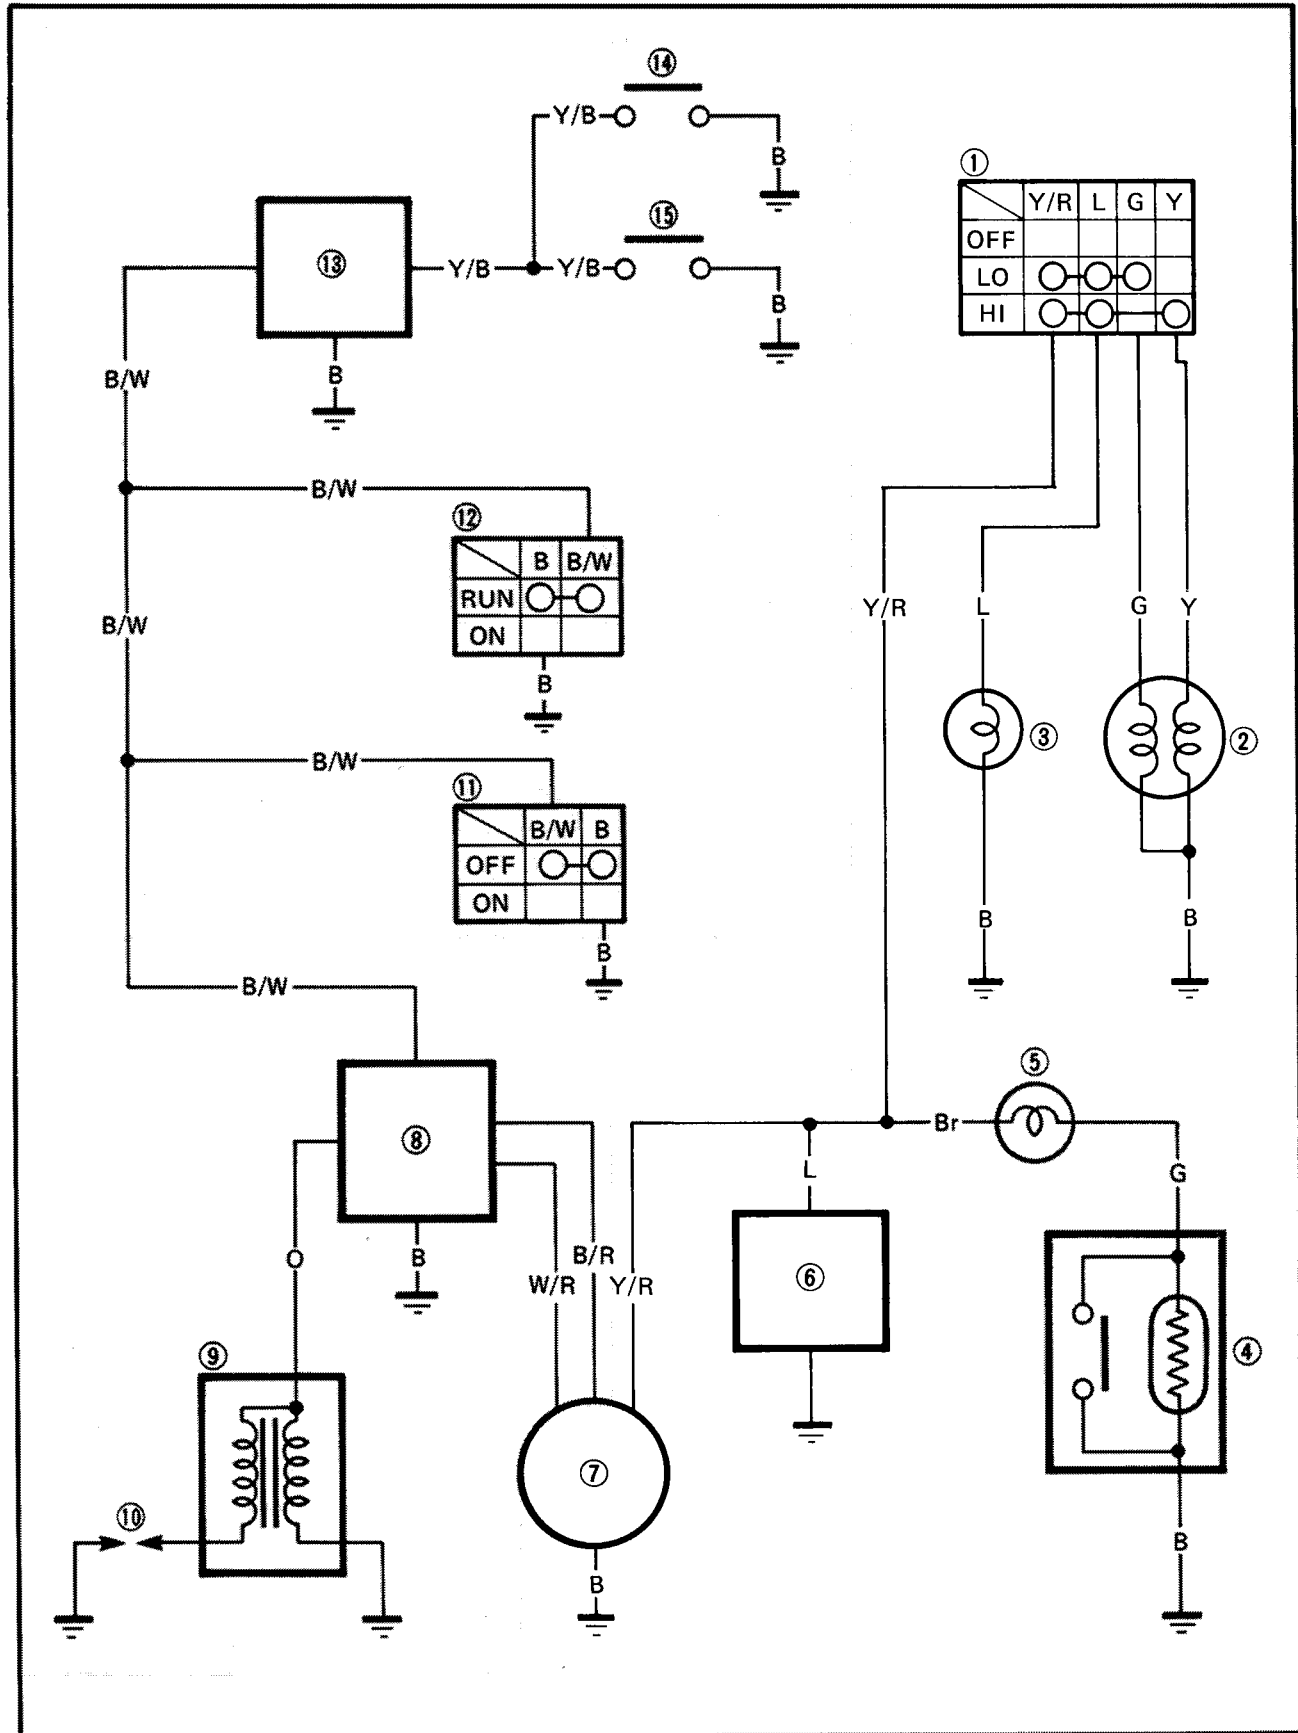 ⑭
Y/B
B
⑮
⑬
Y/B
Y/B
B
B
B/W
①
Y/R L G Y
OFF
LO
HI
B/W
⑫
B B/W
RUN
ON
B
B/W
Y/R
L
G
Y
③
②
B/W
⑪
B/W B
OFF
ON
B
B
B
B/W
⑧
O
B
W/R
B/R
Y/R
L
⑥
Br
⑤
G
④
B
⑨
⑩
⑦
B